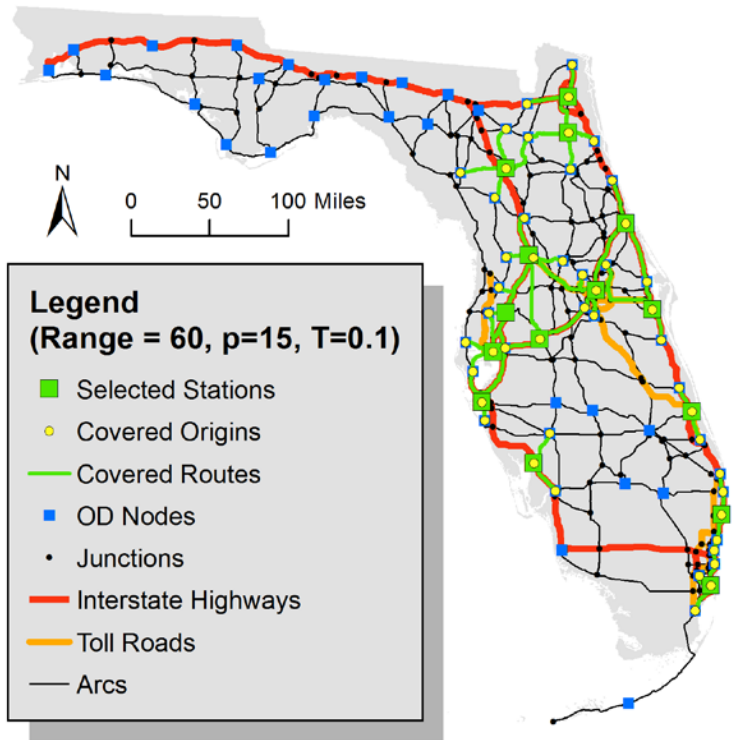 N
0 50 100 Miles
Legend
(Range = 60, p=15, T=0.1)
Selected Stations
Covered Origins
Covered Routes
OD Nodes
Junctions
Interstate Highways
Toll Roads
Arcs